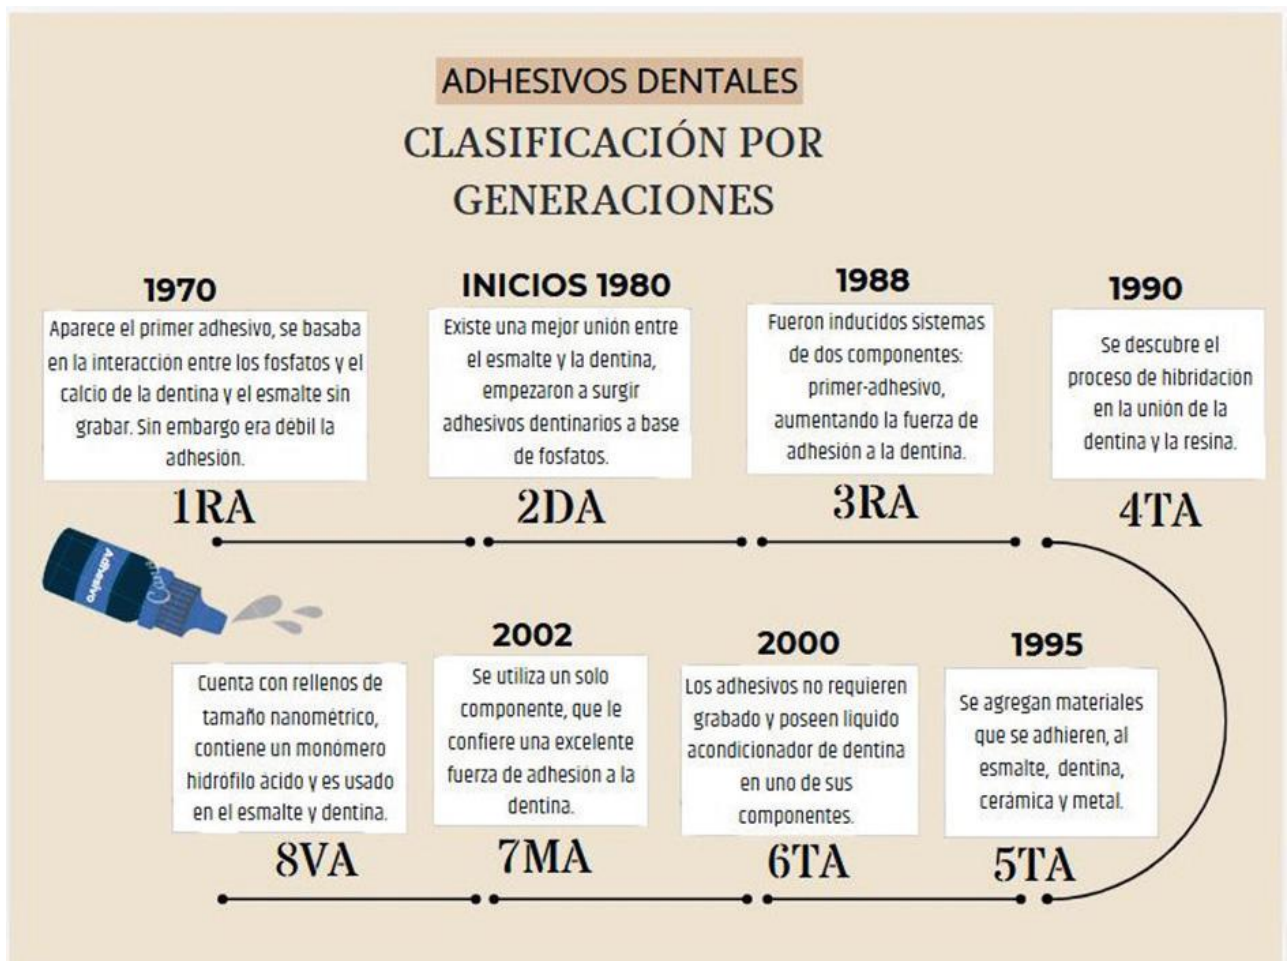 ADHESIVOS DENTALES
CLASIFICACIÓN POR
GENERACIONES
1970
Aparece el primer adhesivo, se basaba
en la interacción entre los fosfatos y el
calcio de la dentina y el esmalte sin
grabar. Sin embargo era débil la
adhesión.
1RA
INICIOS 1980
Existe una mejor unión entre
el esmalte y la dentina,
empezaron a surgir
adhesivos dentinarios a base
de fosfatos.
2DA
1988
Fueron inducidos sistemas
de dos componentes:
primer-adhesivo,
aumentando la fuerza de
adhesión a la dentina.
3RA
1990
Se descubre el
proceso de hibridación
en la unión de la
dentina y la resina.
4TA
1995
Se agregan materiales
que se adhieren, al
esmalte, dentina,
cerámica y metal.
5TA
2000
Los adhesivos no requieren
grabado y poseen liquido
acondicionador de dentina
en uno de sus
componentes.
6TA
2002
Se utiliza un solo
componente, que le
confiere una excelente
fuerza de adhesión a la
dentina.
7MA
Cuenta con rellenos de
tamaño nanométrico,
contiene un monómero
hidrófilo ácido y es usado
en el esmalte y dentina.
8VA
Adhesivo